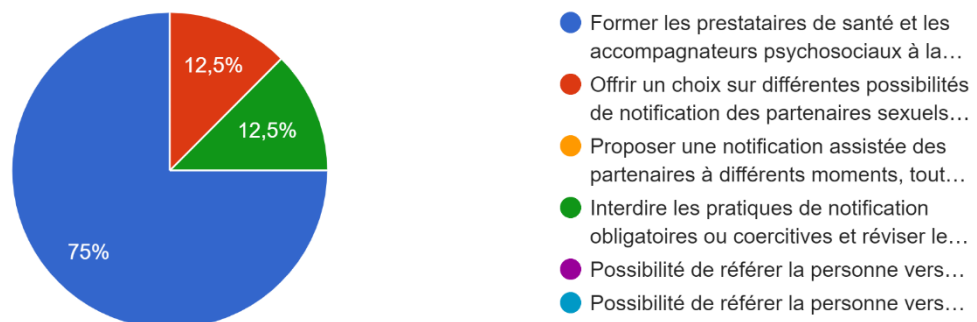 12,5%
12,5%
75%
Former les prestataires de santé et les
accompagnateurs psychosociaux à la…
Offrir un choix sur différentes possibilités
de notification des partenaires sexuels…
Proposer une notification assistée des
partenaires à différents moments, tout…
Interdire les pratiques de notification
obligatoires ou coercitives et réviser le…
Possibilité de référer la personne vers…
Possibilité de référer la personne vers…